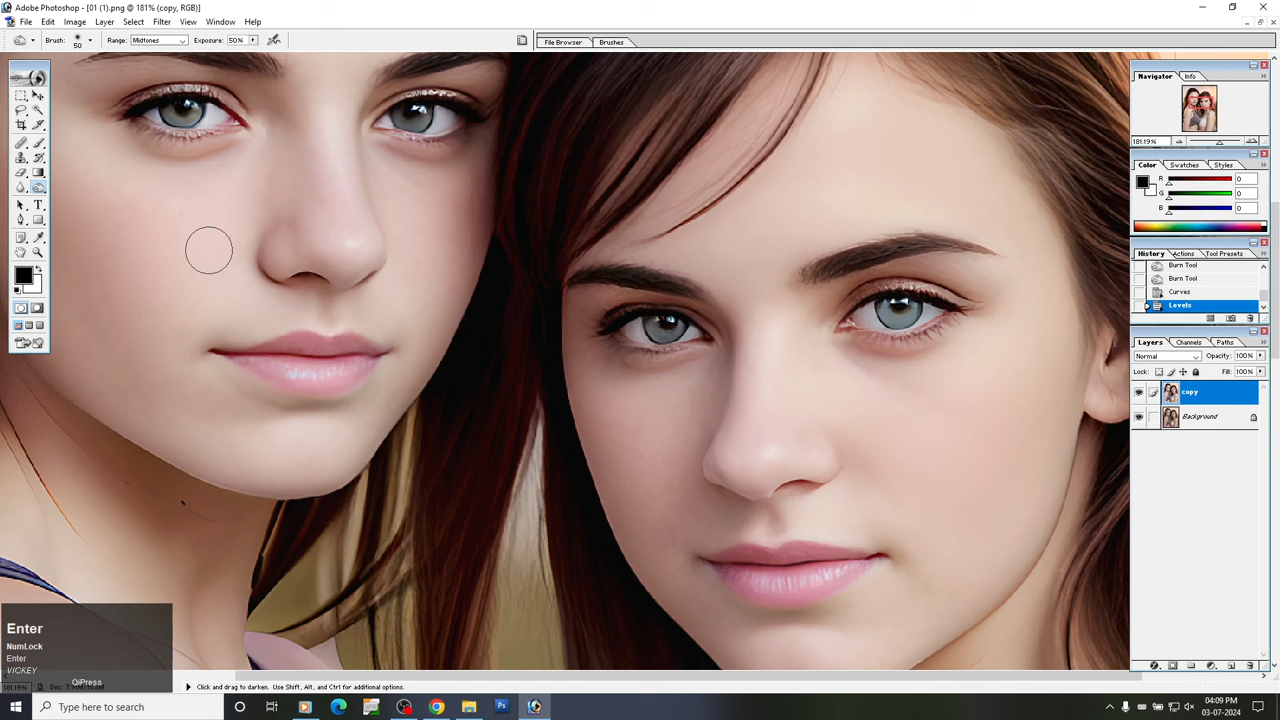 Adobe Photoshop - [01 (1).png @ 181% (copy, RGB)]
File Edit Image Layer Select Filter View Window Help
Brush: 50 Range: Midtones Exposure: 50% File Browser Brushes
Navigator Info
181.19%
Color Swatches Styles
R 0
G 0
B 0
History Actions Tool Presets
Burn Tool
Burn Tool
Curves
Levels
Layers Channels Paths
Normal Opacity: 100%
Lock: Fill: 100%
copy
Background
Enter
NumLock
Enter
VICKEY
QiPress
Click and drag to darken. Use Shift, Alt, and Ctrl for additional options.
Type here to search
04:09 PM
03-07-2024